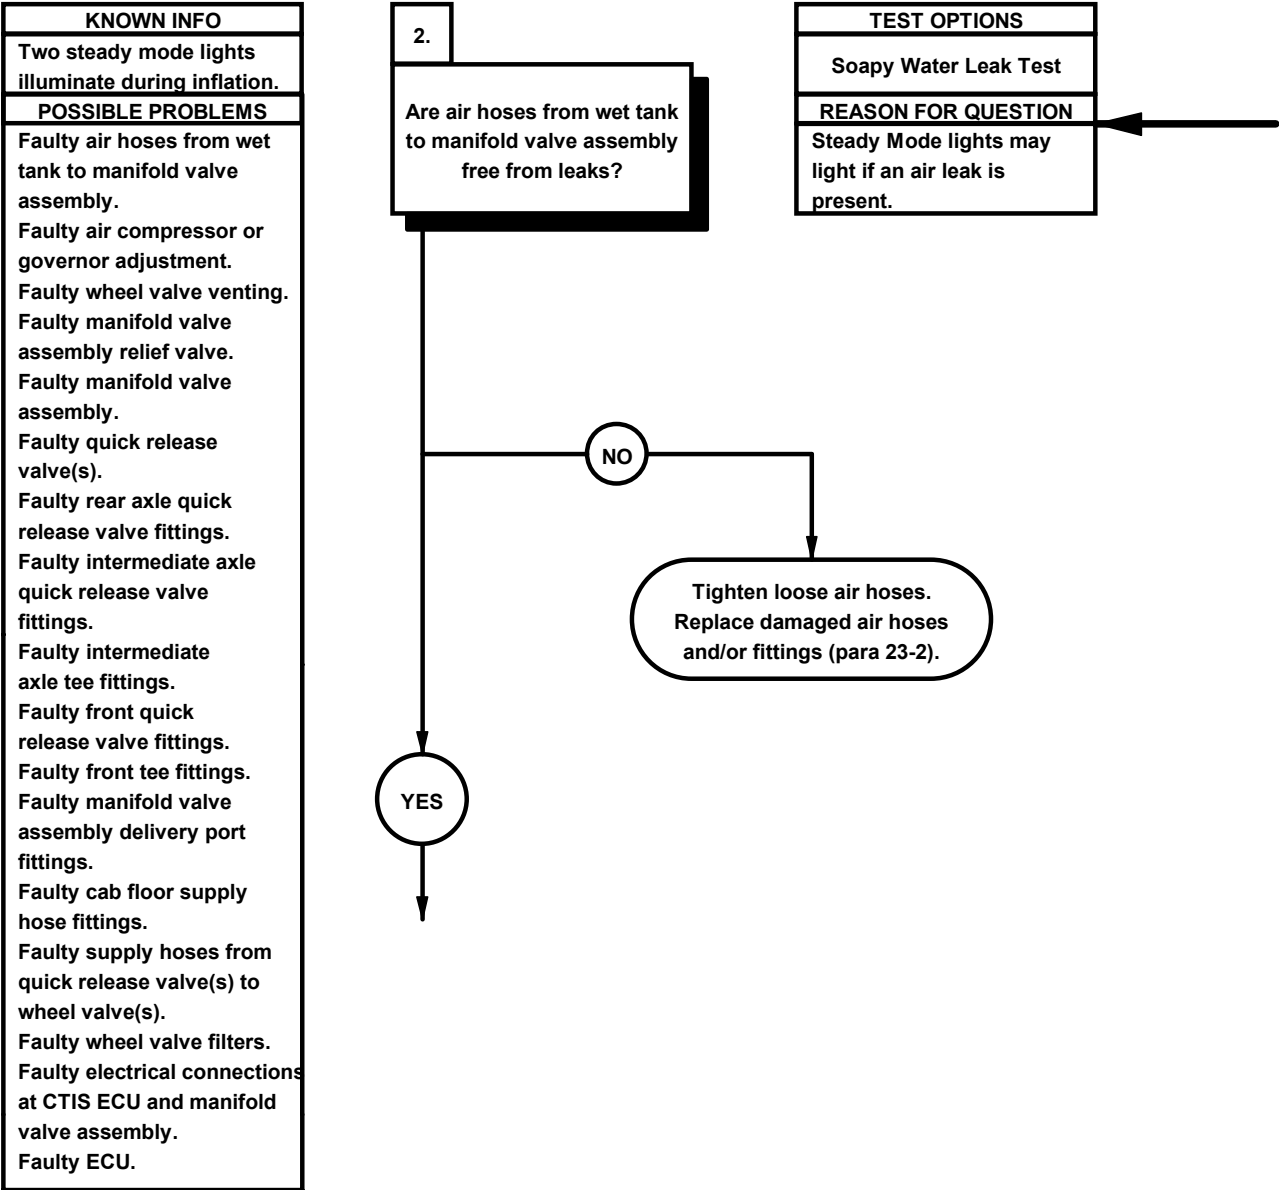 KNOWN INFO
Two steady mode lights
illuminate during inflation.
POSSIBLE PROBLEMS
Faulty air hoses from wet
tank to manifold valve
assembly.
Faulty air compressor or
governor adjustment.
Faulty wheel valve venting.
Faulty manifold valve
assembly relief valve.
Faulty manifold valve
assembly.
Faulty quick release
valve(s).
Faulty rear axle quick
release valve fittings.
Faulty intermediate axle
quick release valve
fittings.
Faulty intermediate
axle tee fittings.
Faulty front quick
release valve fittings.
Faulty front tee fittings.
Faulty manifold valve
assembly delivery port
fittings.
Faulty cab floor supply
hose fittings.
Faulty supply hoses from
quick release valve(s) to
wheel valve(s).
Faulty wheel valve filters.
Faulty electrical connections
at CTIS ECU and manifold
valve assembly.
Faulty ECU.
2.
Are air hoses from wet tank
to manifold valve assembly
free from leaks?
TEST OPTIONS
Soapy Water Leak Test
REASON FOR QUESTION
Steady Mode lights may
light if an air leak is
present.
NO
Tighten loose air hoses.
Replace damaged air hoses
and/or fittings (para 23-2).
YES